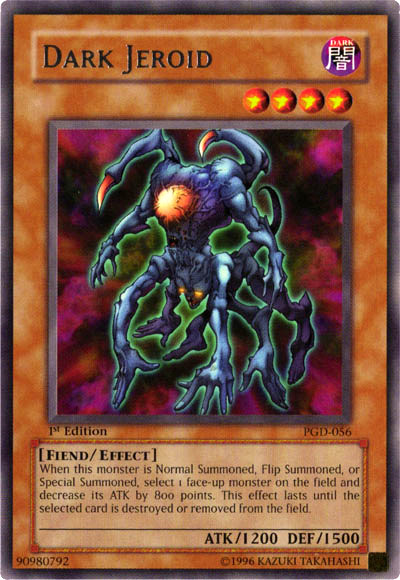 DARK JEROID
DARK
闇
1st Edition
PGD-056
[FIEND/EFFECT]
When this monster is Normal Summoned, Flip Summoned, or
Special Summoned, select 1 face-up monster on the field and
decrease its ATK by 800 points. This effect lasts until the
selected card is destroyed or removed from the field.
ATK/1200 DEF/1500
90980792
©1996 KAZUKI TAKAHASHI